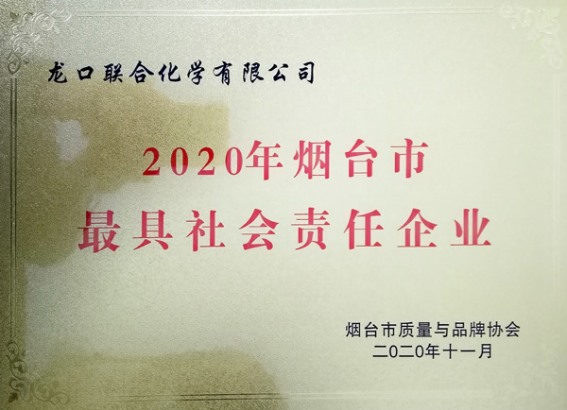 龙口联合化学有限公司
2020年烟台市
最具社会责任企业
烟台市质量与品牌协会
二〇二〇年十一月